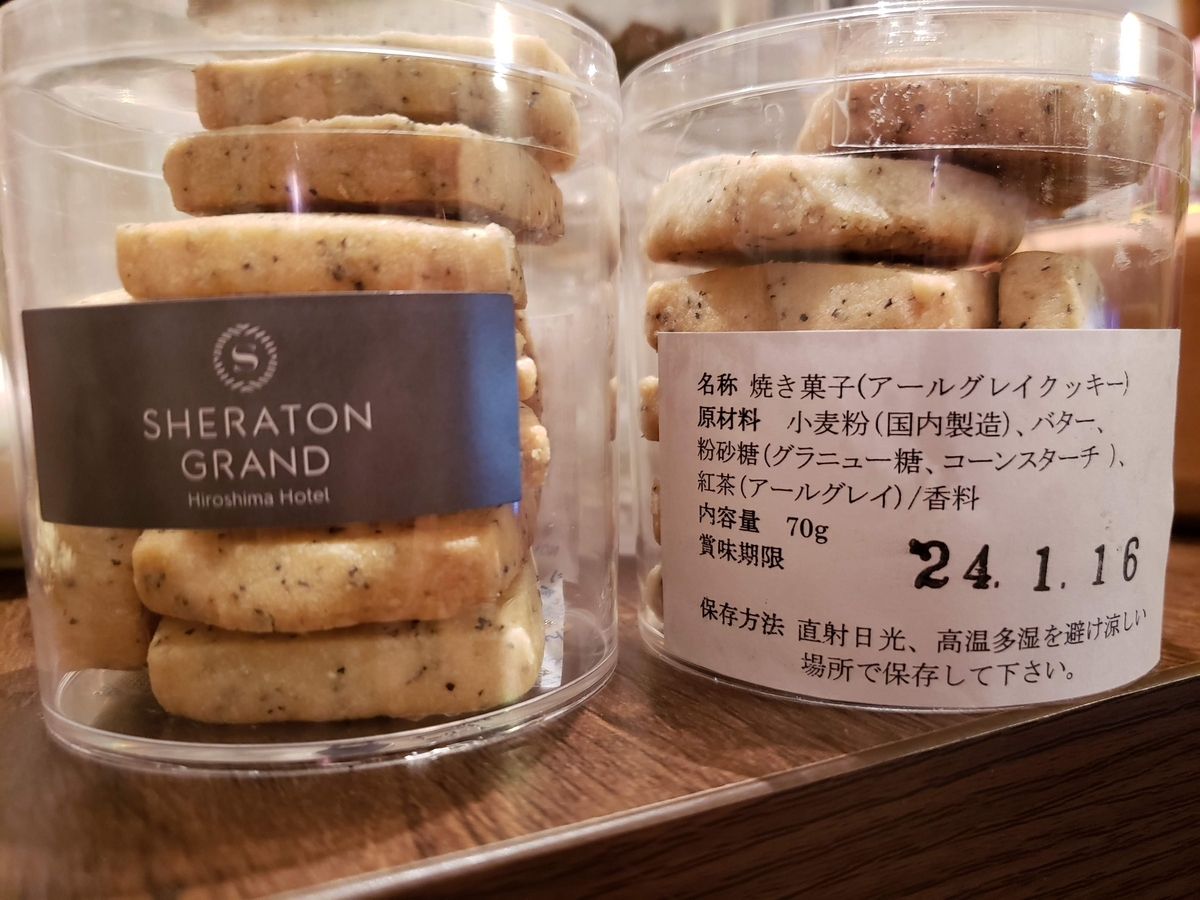 S
SHERATON
GRAND
Hiroshima Hotel
名称 焼き菓子(アールグレイクッキー)
原材料 小麦粉(国内製造)、バター、
粉砂糖(グラニュー糖、コーンスターチ)、
紅茶(アールグレイ)/香料
内容量 70g
賞味期限 24.1.16
保存方法 直射日光、高温多湿を避け涼しい
場所で保存して下さい。